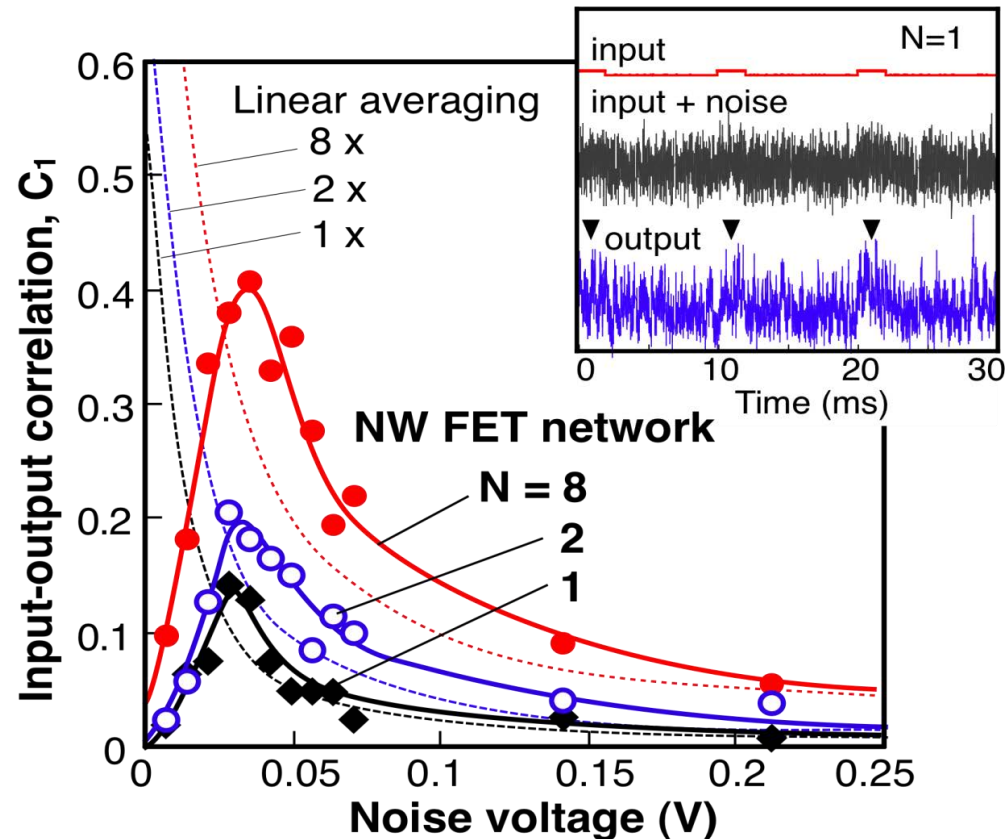 N=1
input
input + noise
output
0
10
20
30
Time (ms)
Input-output correlation, C₁
0.6
0.5
0.4
0.3
0.2
0.1
0
Linear averaging
8 x
2 x
1 x
NW FET network
N = 8
2
1
0
0.05
0.10
0.15
0.20
0.25
Noise voltage (V)